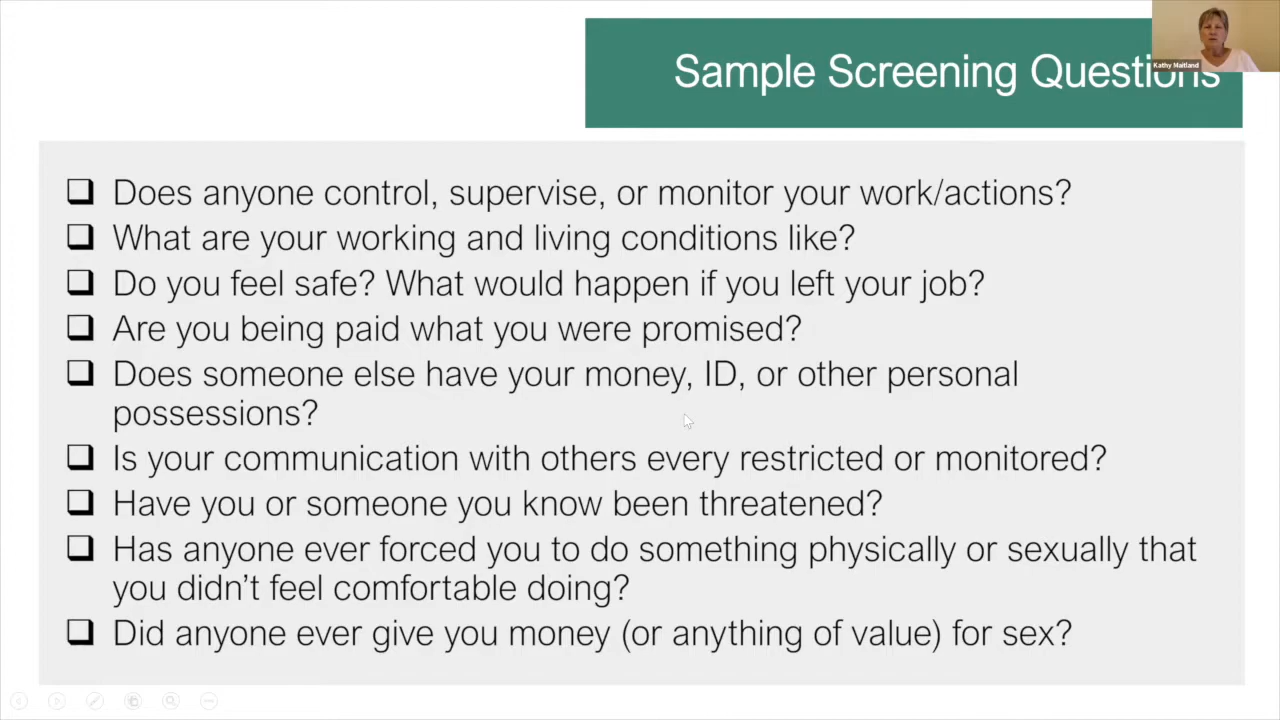 Sample Screening Questions
Kathy Maitland
Does anyone control, supervise, or monitor your work/actions?
What are your working and living conditions like?
Do you feel safe? What would happen if you left your job?
Are you being paid what you were promised?
Does someone else have your money, ID, or other personal
possessions?
Is your communication with others every restricted or monitored?
Have you or someone you know been threatened?
Has anyone ever forced you to do something physically or sexually that
you didn’t feel comfortable doing?
Did anyone ever give you money (or anything of value) for sex?